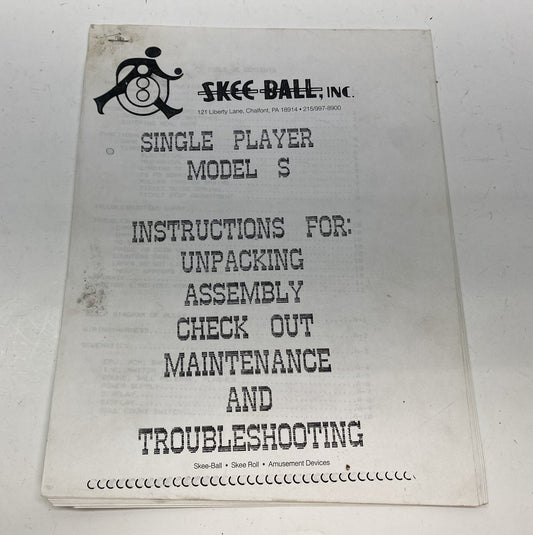 SKEE-BALL, INC.
121 Liberty Lane, Chalfont, PA 18914 • 215/997-8900
SINGLE PLAYER
MODEL S
INSTRUCTIONS FOR:
UNPACKING
ASSEMBLY
CHECK OUT
MAINTENANCE
AND
TROUBLESHOOTING
Skee-Ball • Skee Roll • Amusement Devices